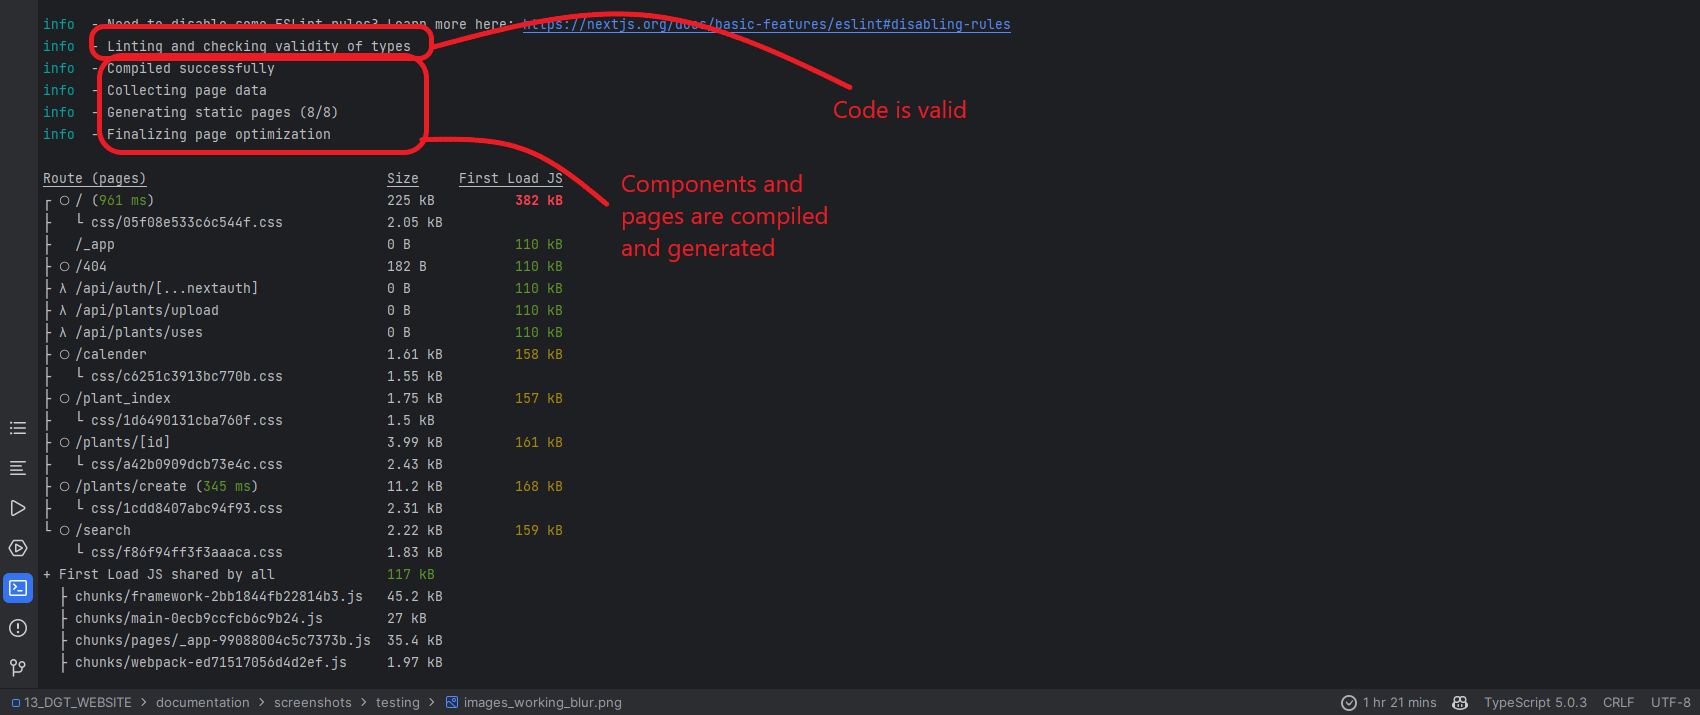 info  - Need to disable some ESLint rules? Learn more here: https://nextjs.org/docs/basic-features/eslint#disabling-rules
info  - Linting and checking validity of types
info  - Compiled successfully
info  - Collecting page data
info  - Generating static pages (8/8)
info  - Finalizing page optimization
Code is valid
Components and
pages are compiled
and generated
Route (pages)  Size  First Load JS
┌ ○ / (961 ms)  225 kB  382 kB
├   └ css/05f08e533c6c544f.css  2.05 kB
├   /_app  0 B  110 kB
├ ○ /404  182 B  110 kB
├ λ /api/auth/[...nextauth]  0 B  110 kB
├ λ /api/plants/upload  0 B  110 kB
├ λ /api/plants/uses  0 B  110 kB
├ ○ /calender  1.61 kB  158 kB
├   └ css/c6251c3913bc770b.css  1.55 kB
├ ○ /plant_index  1.75 kB  157 kB
├   └ css/1d6490131cba760f.css  1.5 kB
├ ○ /plants/[id]  3.99 kB  161 kB
├   └ css/a42b0909dcb73e4c.css  2.43 kB
├ ○ /plants/create (345 ms)  11.2 kB  168 kB
├   └ css/1cdd8407abc94f93.css  2.31 kB
└ ○ /search  2.22 kB  159 kB
    └ css/f86f94ff3f3aaaca.css  1.83 kB
+ First Load JS shared by all  117 kB
  ├ chunks/framework-2bb1844fb22814b3.js  45.2 kB
  ├ chunks/main-0ecb9ccfcb6c9b24.js  27 kB
  ├ chunks/pages/_app-99088004c5c7373b.js  35.4 kB
  ├ chunks/webpack-ed71517056d4d2ef.js  1.97 kB
13_DGT_WEBSITE > documentation > screenshots > testing > images_working_blur.png  1 hr 21 mins  TypeScript 5.0.3  CRLF  UTF-8